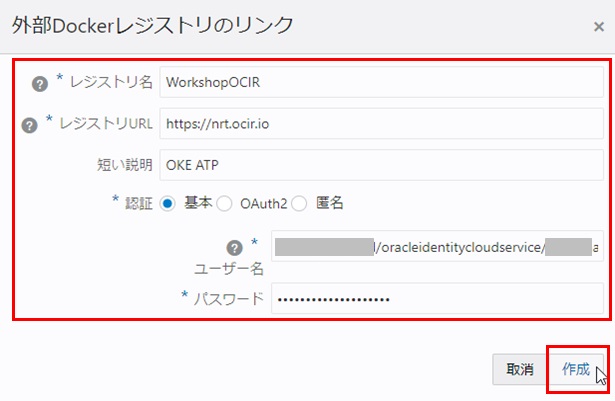 外部Dockerレジストリのリンク ×
? * レジストリ名 WorkshopOCIR
? * レジストリURL https://nrt.ocir.io
短い説明 OKE ATP
* 認証 基本 OAuth2 匿名
? * ユーザー名 /oracleidentitycloudservice/
* パスワード ••••••••••••••••••••
取消 作成